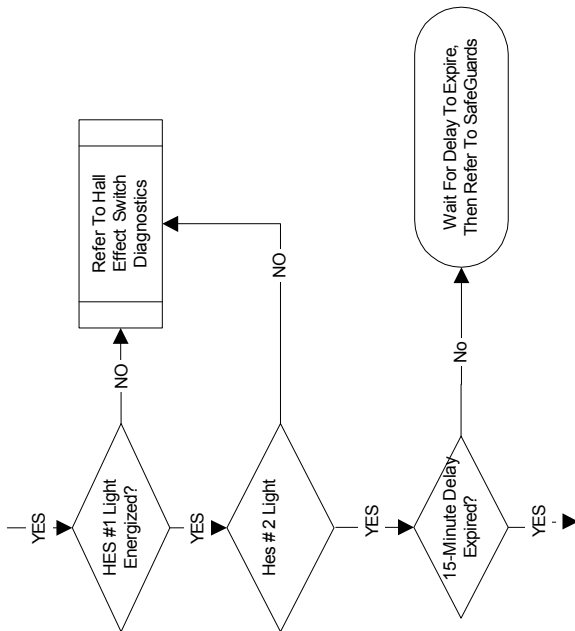 YES
HES #1 Light
Energized?
NO
Refer To Hall
Effect Switch
Diagnostics
YES
Hes # 2 Light
NO
YES
15-Minute Delay
Expired?
No
Wait For Delay To Expire,
Then Refer To SafeGuards
YES